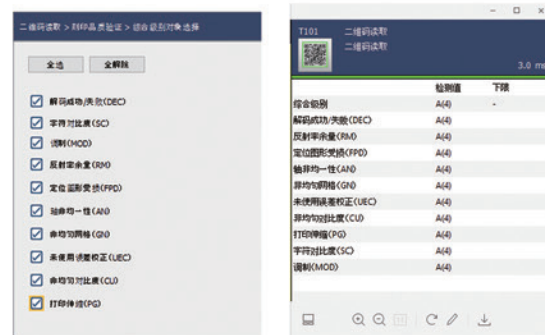 二维码读取 > 刻印品质验证 > 综合级别对象选择
全选
全解除
解码成功/失败(DEC)
字符对比度(SC)
调制(MOD)
反射率余量(RM)
定位图形受损(FPD)
轴非均一性(AN)
非均匀网格(GN)
未使用误差校正(UEC)
非均匀对比度(CU)
打印伸缩(PG)
T101 二维码读取
二维码读取
3.0 ms
检测值 下限
综合级别 A(4) -
解码成功/失败(DEC) A(4)
反射率余量(RM) A(4)
定位图形受损(FPD) A(4)
轴非均一性(AN) A(4)
非均匀网格(GN) A(4)
未使用误差校正(UEC) A(4)
非均匀对比度(CU) A(4)
打印伸缩(PG) A(4)
字符对比度(SC) A(4)
调制(MOD) A(4)